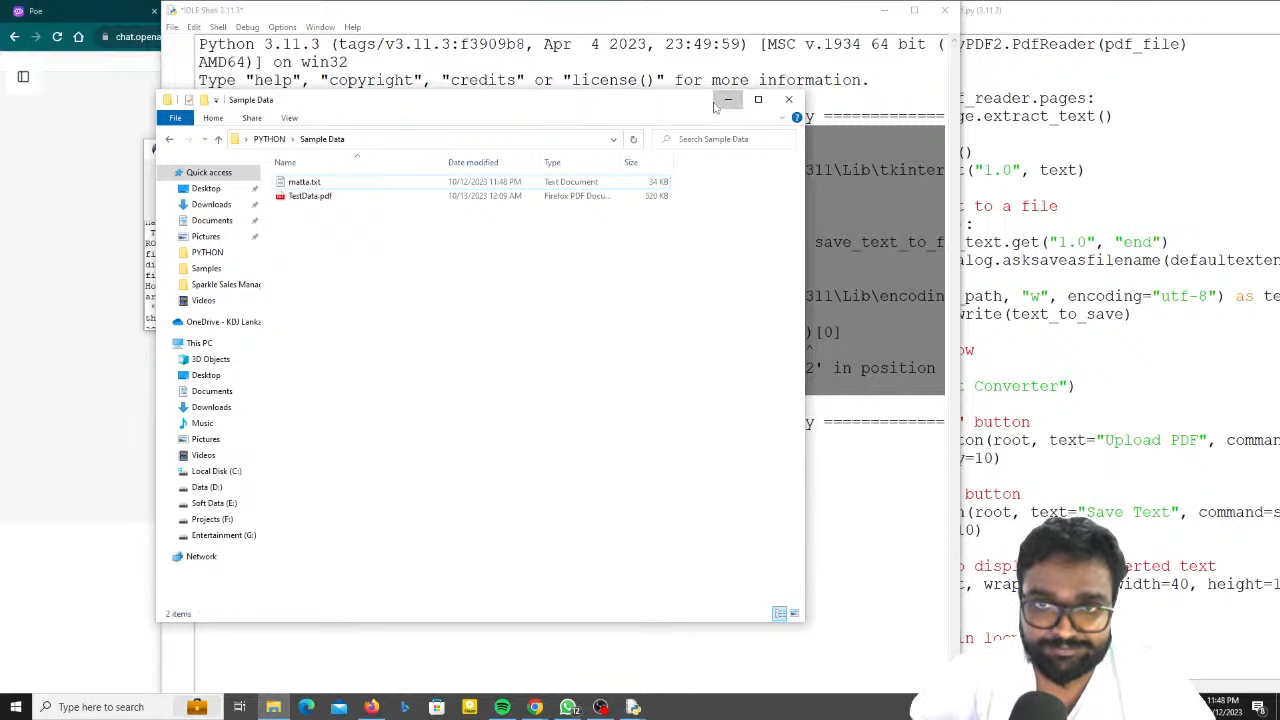 Poe
*IDLE Shell 3.11.3*
.py (3.11.3)
File Edit Shell Debug Options Window Help
chat.opena
Python 3.11.3 (tags/v3.11.3:f3909b8, Apr 4 2023, 23:49:59) [MSC v.1934 64 bit (
AMD64)] on win32
Type "help", "copyright", "credits" or "license()" for more information.
yPDF2.PdfReader(pdf_file)
f_reader.pages:
ge.extract_text()
()
("1.0", text)
t to a file
:
_text.get("1.0", "end")
alog.asksaveasfilename(defaultexten
_path, "w", encoding="utf-8") as te
write(text_to_save)
ow
t Converter")
" button
ton(root, text="Upload PDF", comman
y=10)
button
n(root, text="Save Text", command=s
10)
o disp erted text
t, wrap width=40, height=1
in loo
y =============
311\Lib\tkinter
save_text_to_f
311\Lib\encodin
)[0]
^
2' in position
y =============
Sample Data
File Home Share View
PYTHON Sample Data
Search Sample Data
Name Date modified Type Size
matta.txt 10/12/2023 11:48 PM Text Document 34 KB
TestData.pdf 10/13/2023 12:09 AM Firefox PDF Docu... 520 KB
Quick access
Desktop
Downloads
Documents
Pictures
PYTHON
Samples
Sparkle Sales Manag
Videos
OneDrive - KDJ Lanka
This PC
3D Objects
Desktop
Documents
Downloads
Music
Pictures
Videos
Local Disk (C:)
Data (D:)
Soft Data (E:)
Projects (F:)
Entertainment (G:)
Network
2 items
Type here to search
11:48 PM
/12/2023